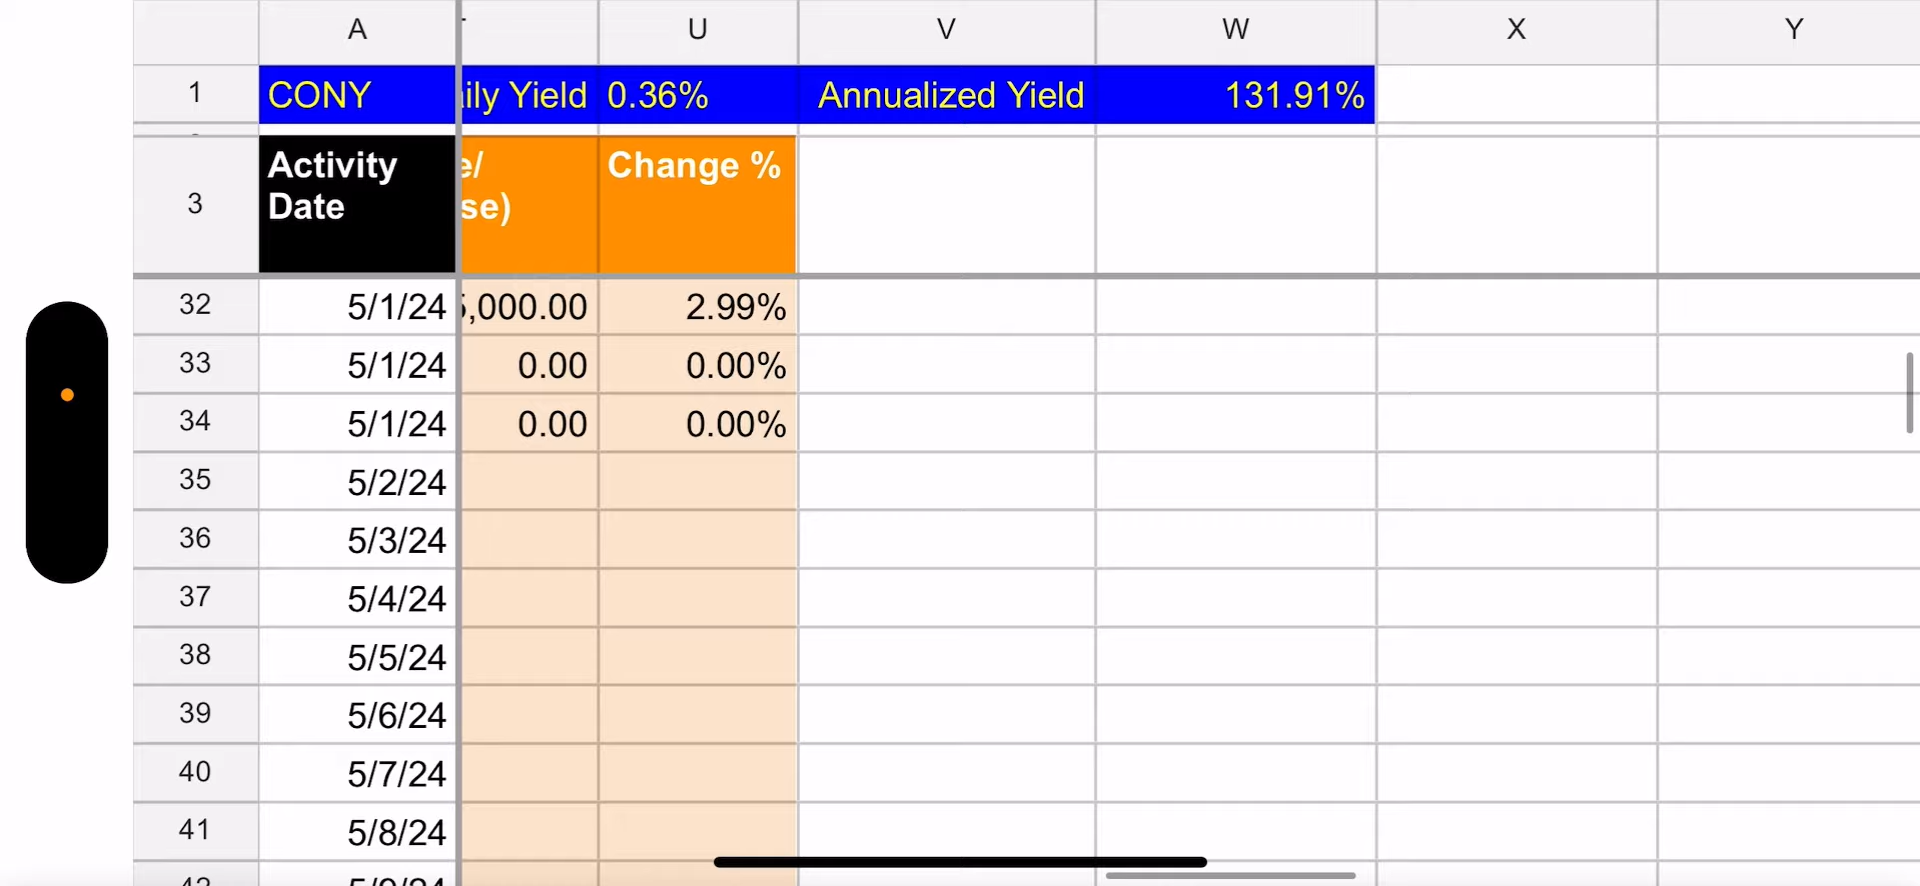 A U V W X Y
1 CONY ily Yield 0.36% Annualized Yield 131.91%
3 Activity Date e/ se) Change %
32 5/1/24 5,000.00 2.99%
33 5/1/24 0.00 0.00%
34 5/1/24 0.00 0.00%
35 5/2/24
36 5/3/24
37 5/4/24
38 5/5/24
39 5/6/24
40 5/7/24
41 5/8/24